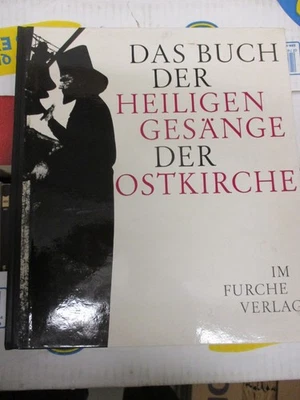 DAS BUCH
DER
HEILIGEN
GESÄNGE
DER
OSTKIRCHE
IM
FURCHE
VERLAG